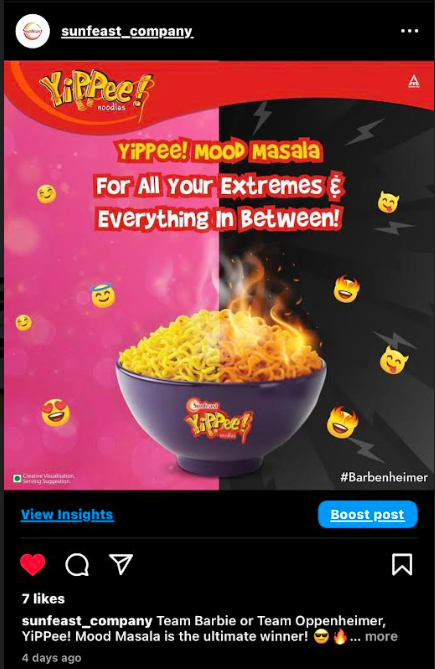 sunfeast_company
YiPPee!
noodles
YiPPee! Mood Masala
For All Your Extremes &
Everything In Between!
Sunfeast
YiPPee!
noodles
Creative Visualisation.
Serving Suggestion.
#Barbenheimer
View Insights
Boost post
7 likes
sunfeast_company Team Barbie or Team Oppenheimer,
YiPPee! Mood Masala is the ultimate winner! 😎🔥... more
4 days ago